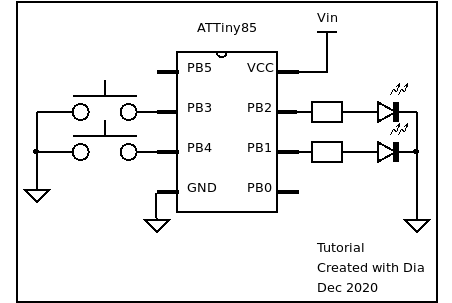 Vin
ATTiny85
PB5 VCC
PB3 PB2
PB4 PB1
GND PB0
Tutorial
Created with Dia
Dec 2020